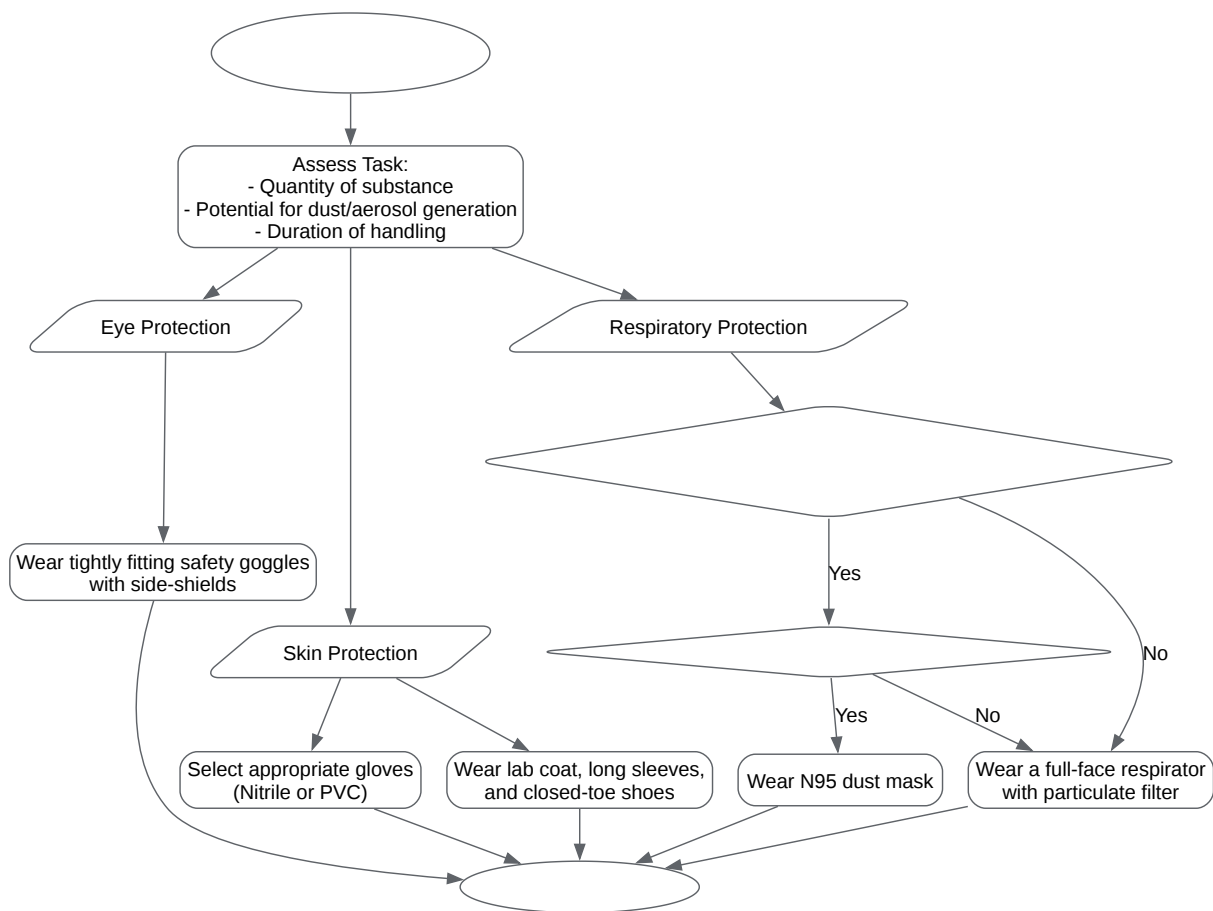 Assess Task:
- Quantity of substance
- Potential for dust/aerosol generation
- Duration of handling
Eye Protection
Respiratory Protection
Wear tightly fitting safety goggles
with side-shields
Yes
Skin Protection
No
Yes
No
Select appropriate gloves
(Nitrile or PVC)
Wear lab coat, long sleeves,
and closed-toe shoes
Wear N95 dust mask
Wear a full-face respirator
with particulate filter